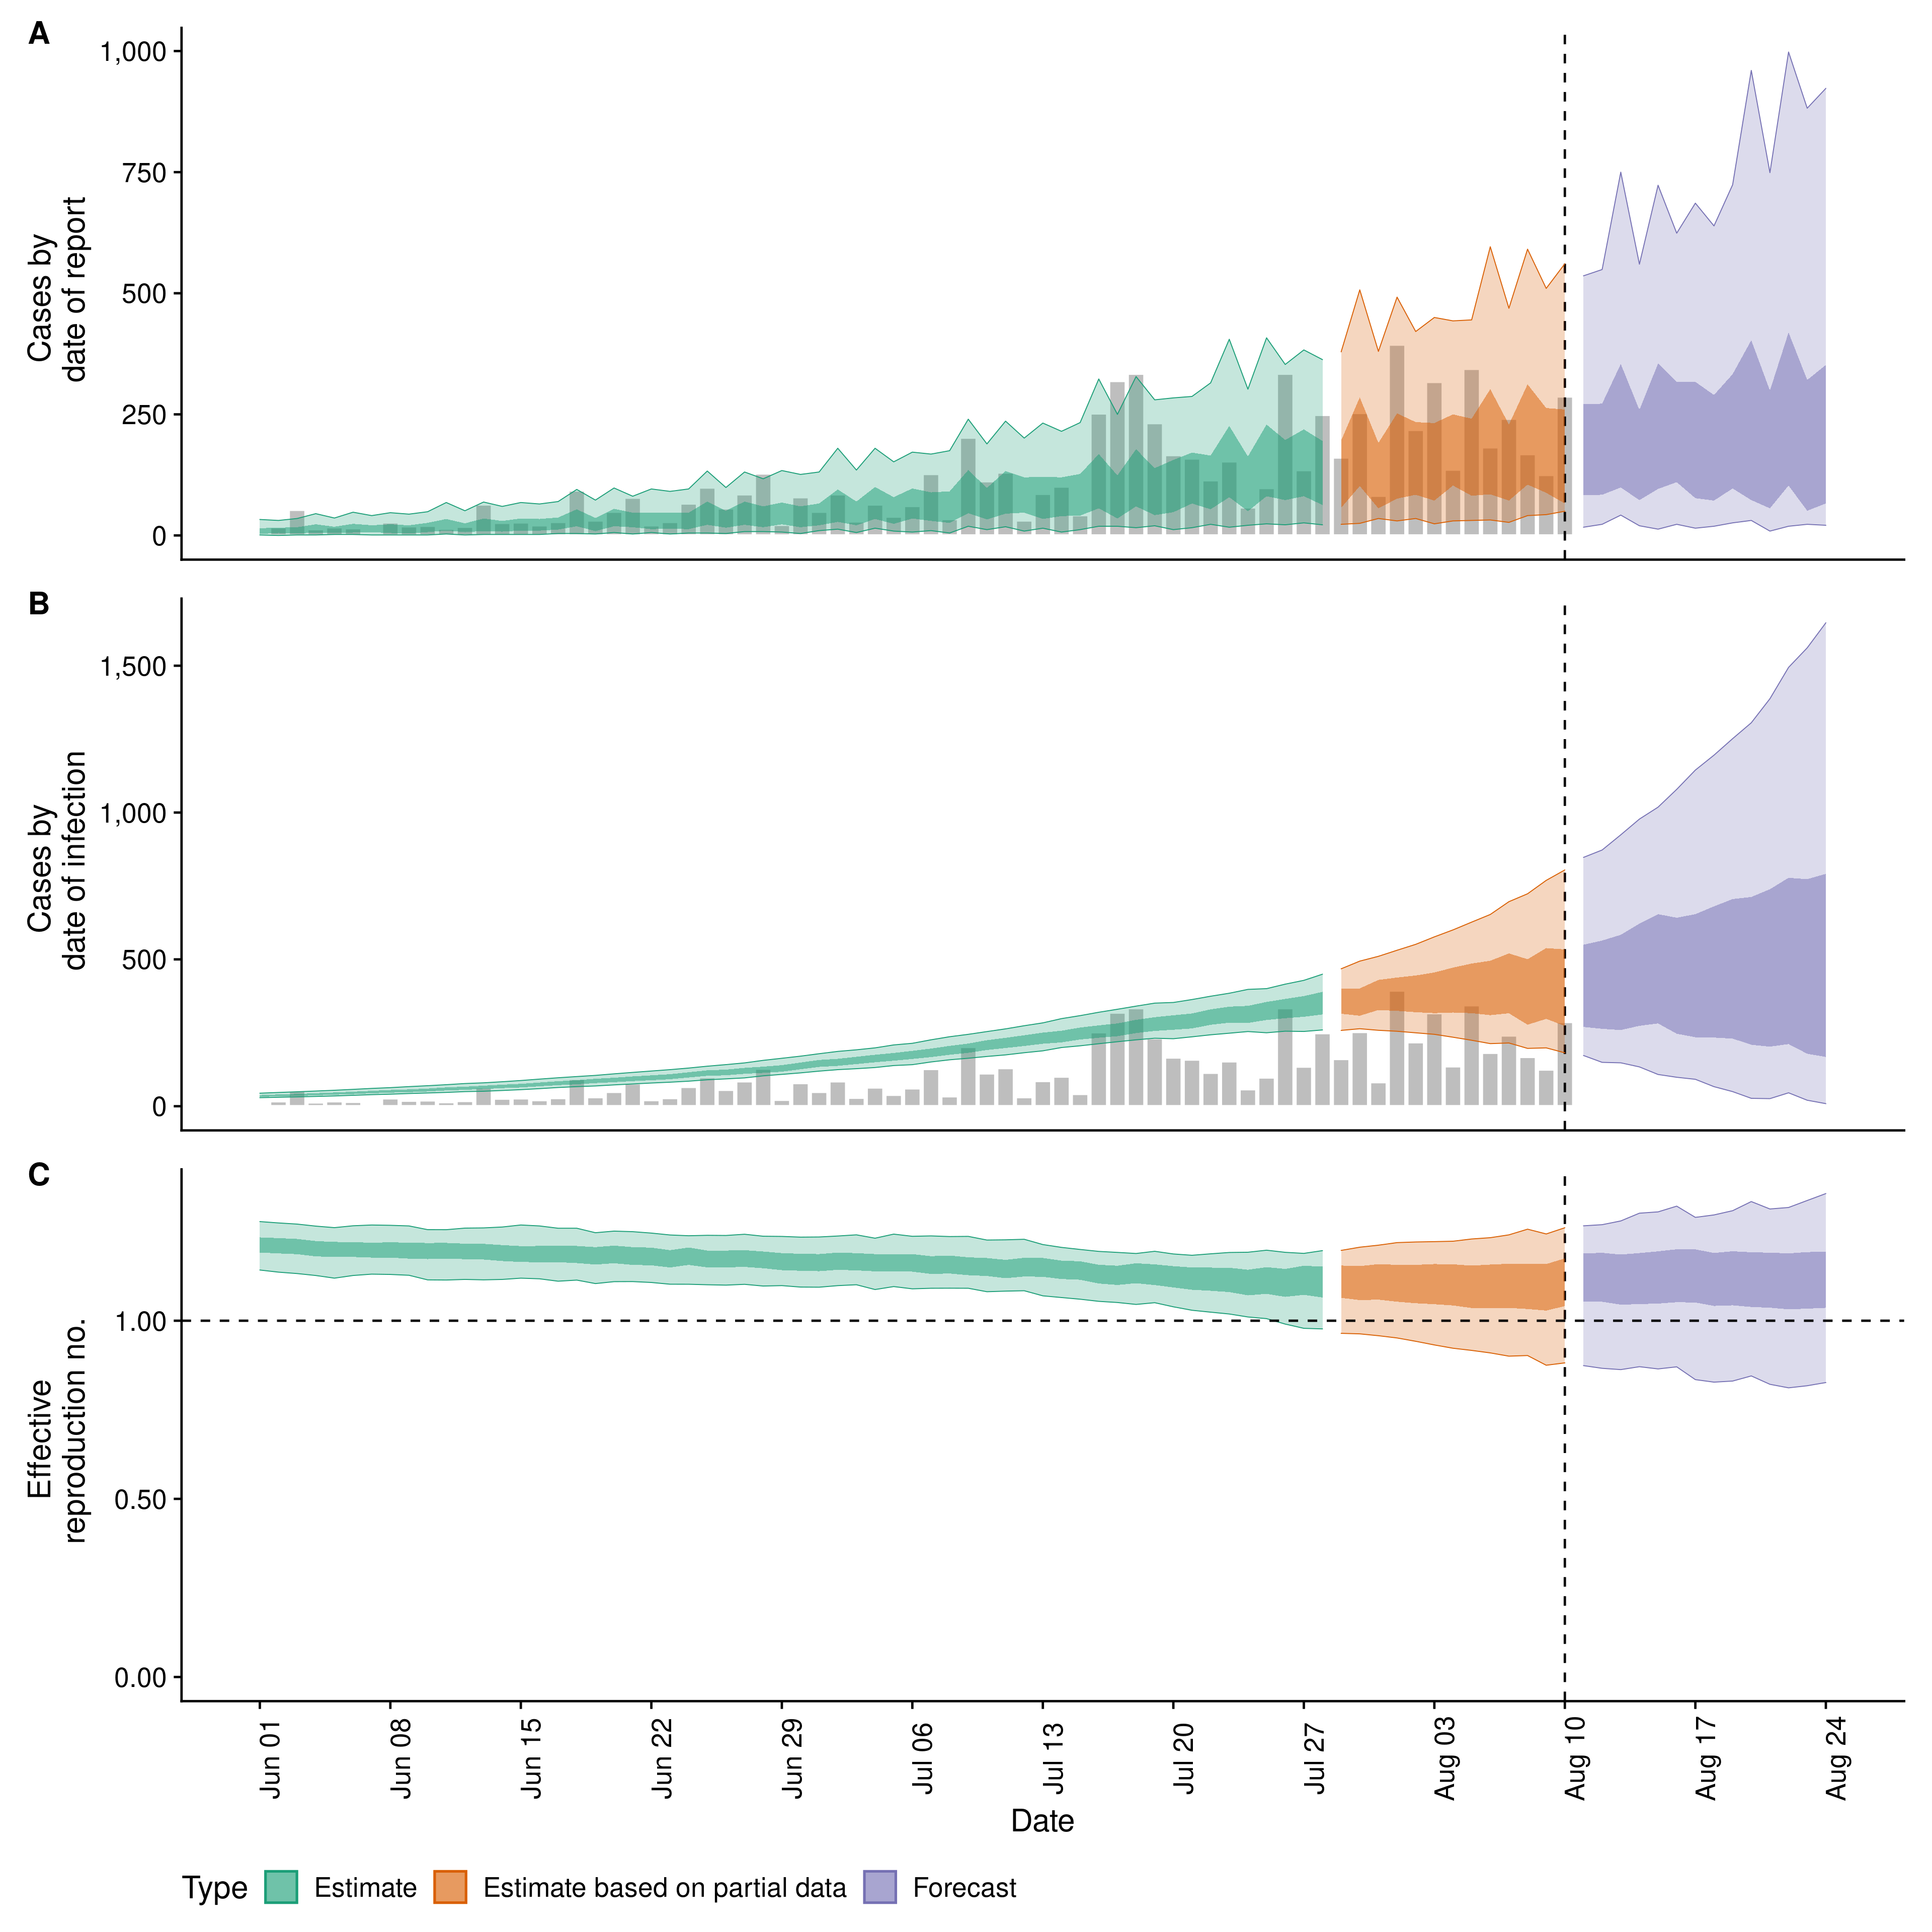 A
1,000
750
500
250
0
Cases by
date of report
B
1,500
1,000
500
0
Cases by
date of infection
C
1.00
0.50
0.00
Effective
reproduction no.
Jun 01
Jun 08
Jun 15
Jun 22
Jun 29
Jul 06
Jul 13
Jul 20
Jul 27
Aug 03
Aug 10
Aug 17
Aug 24
Date
Type Estimate Estimate based on partial data Forecast